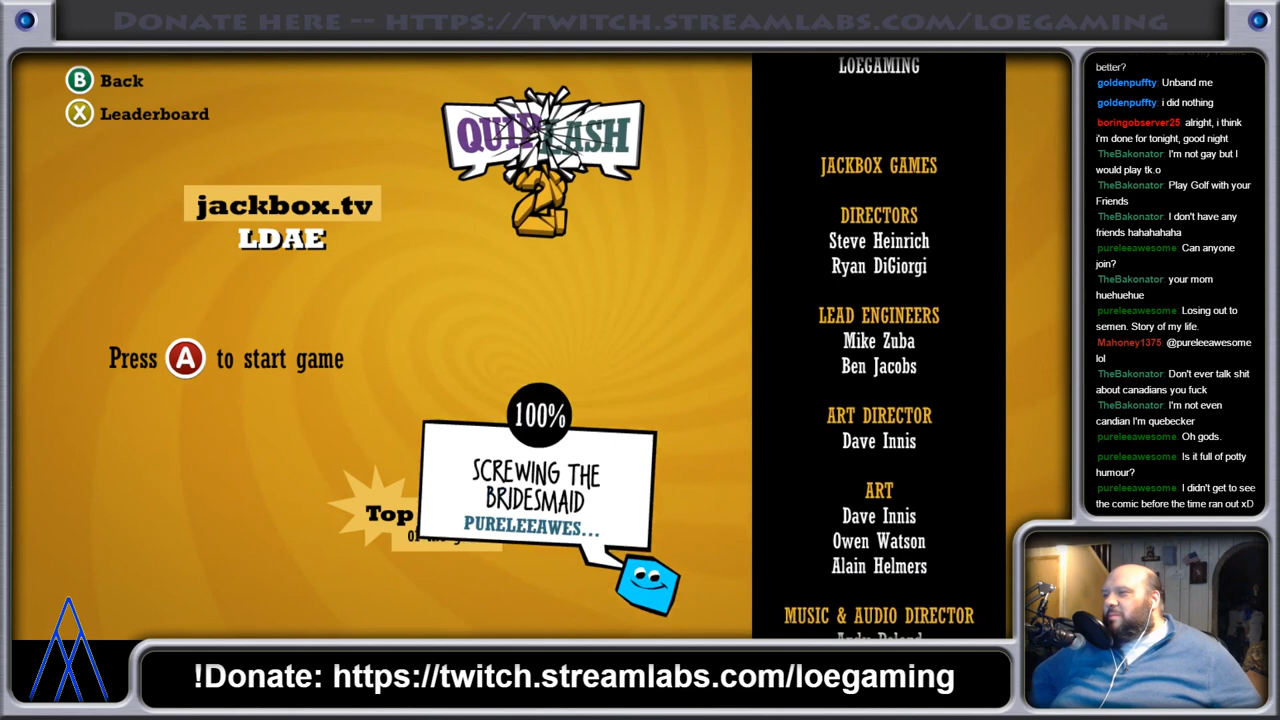 Donate here -- https://twitch.streamlabs.com/loegaming
B Back
X Leaderboard
jackbox.tv
LDAE
QUIPLASH
2
Press A to start game
Top
100%
SCREWING THE
BRIDESMAID
PURELEEAWES...
LOEGAMING
JACKBOX GAMES
DIRECTORS
Steve Heinrich
Ryan DiGiorgi
LEAD ENGINEERS
Mike Zuba
Ben Jacobs
ART DIRECTOR
Dave Innis
ART
Dave Innis
Owen Watson
Alain Helmers
MUSIC & AUDIO DIRECTOR
better?
goldenpuffty: Unband me
goldenpuffty: i did nothing
boringobserver25 alright, i think
i'm done for tonight, good night
TheBakonator: I'm not gay but I
would play tk.o
TheBakonator: Play Golf with your
Friends
TheBakonator: I don't have any
friends hahahahaha
pureleeawesome: Can anyone
join?
TheBakonator: your mom
huehuehue
pureleeawesome: Losing out to
semen. Story of my life.
Mahoney1375: @pureleeawesome
lol
TheBakonator: Don't ever talk shit
about canadians you fuck
TheBakonator: I'm not even
candian I'm quebecker
pureleeawesome: Oh gods.
pureleeawesome: Is it full of potty
humour?
pureleeawesome: I didn't get to see
the comic before the time ran out xD
!Donate: https://twitch.streamlabs.com/loegaming